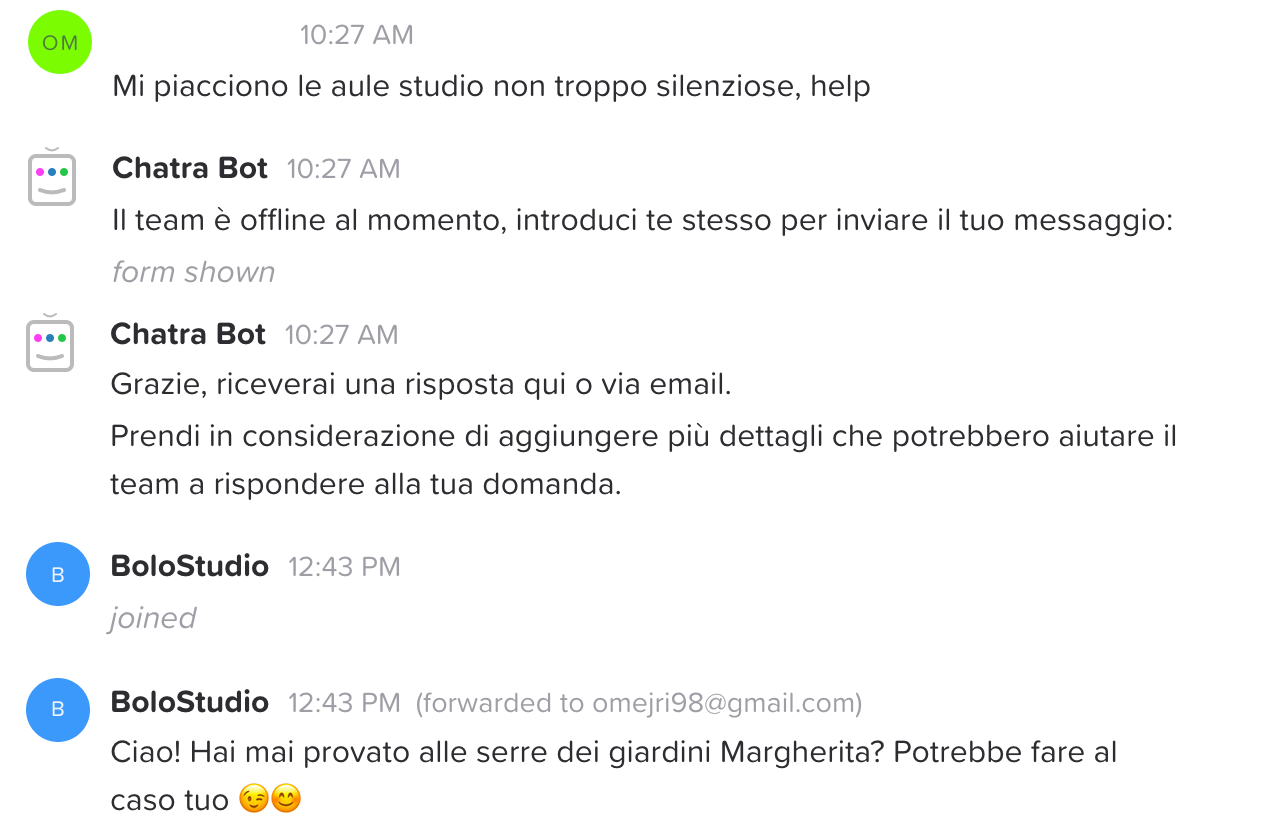 OM
10:27 AM
Mi piacciono le aule studio non troppo silenziose, help
Chatra Bot 10:27 AM
Il team è offline al momento, introduci te stesso per inviare il tuo messaggio:
form shown
Chatra Bot 10:27 AM
Grazie, riceverai una risposta qui o via email.
Prendi in considerazione di aggiungere più dettagli che potrebbero aiutare il
team a rispondere alla tua domanda.
B
BoloStudio 12:43 PM
joined
B
BoloStudio 12:43 PM (forwarded to omejri98@gmail.com)
Ciao! Hai mai provato alle serre dei giardini Margherita? Potrebbe fare al
caso tuo 😉😊